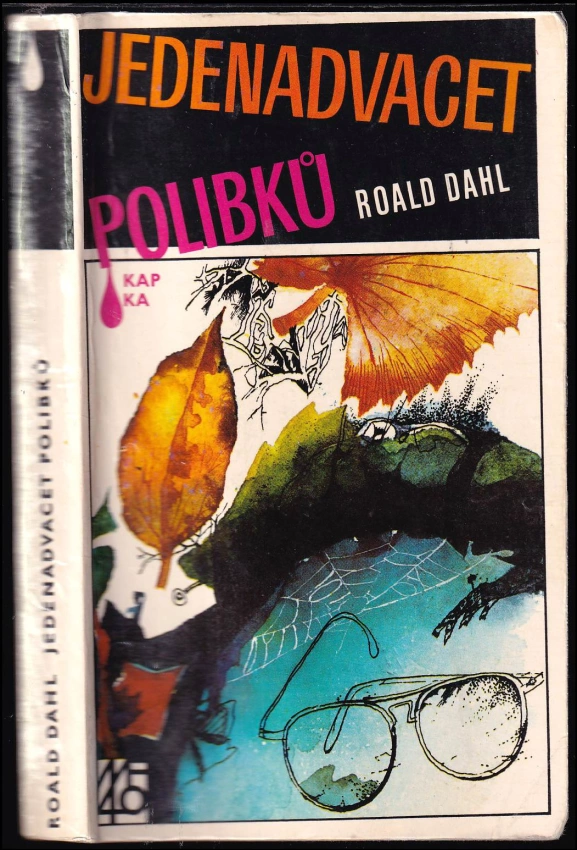 JEDENADVACET
POLIBKŮ
ROALD DAHL
KAP
KA
ROALD DAHL JEDENADVACET POLIBKŮ